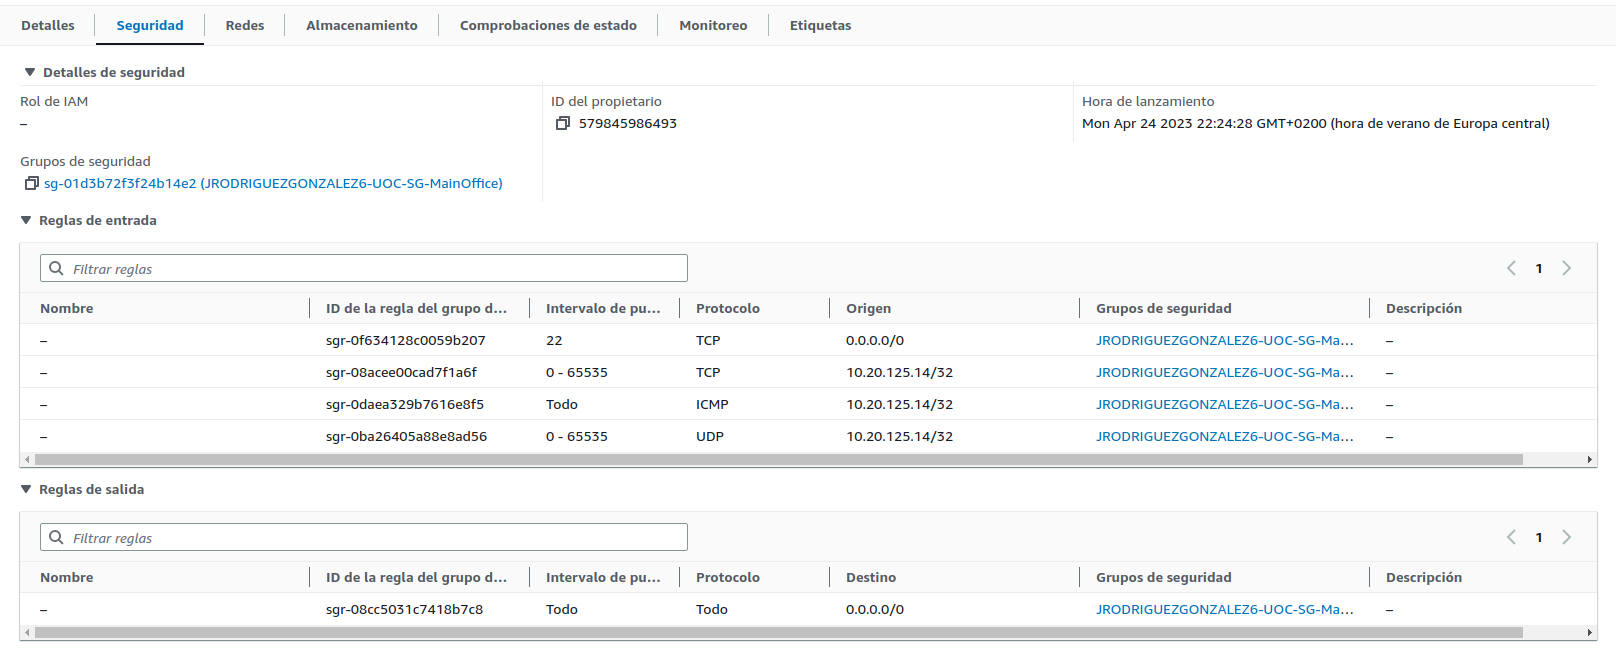 Detalles Seguridad Redes Almacenamiento Comprobaciones de estado Monitoreo Etiquetas
Detalles de seguridad
Rol de IAM ID del propietario Hora de lanzamiento
– 579845986493 Mon Apr 24 2023 22:24:28 GMT+0200 (hora de verano de Europa central)
Grupos de seguridad
sg-01d3b72f3f24b14e2 (JRODRIGUEZGONZALEZ6-UOC-SG-MainOffice)
Reglas de entrada
Filtrar reglas 1
Nombre ID de la regla del grupo d... Intervalo de pu... Protocolo Origen Grupos de seguridad Descripción
– sgr-0f634128c0059b207 22 TCP 0.0.0.0/0 JRODRIGUEZGONZALEZ6-UOC-SG-Ma... –
– sgr-08acee00cad7f1a6f 0 - 65535 TCP 10.20.125.14/32 JRODRIGUEZGONZALEZ6-UOC-SG-Ma... –
– sgr-0daea329b7616e8f5 Todo ICMP 10.20.125.14/32 JRODRIGUEZGONZALEZ6-UOC-SG-Ma... –
– sgr-0ba26405a88e8ad56 0 - 65535 UDP 10.20.125.14/32 JRODRIGUEZGONZALEZ6-UOC-SG-Ma... –
Reglas de salida
Filtrar reglas 1
Nombre ID de la regla del grupo d... Intervalo de pu... Protocolo Destino Grupos de seguridad Descripción
– sgr-08cc5031c7418b7c8 Todo Todo 0.0.0.0/0 JRODRIGUEZGONZALEZ6-UOC-SG-Ma... –